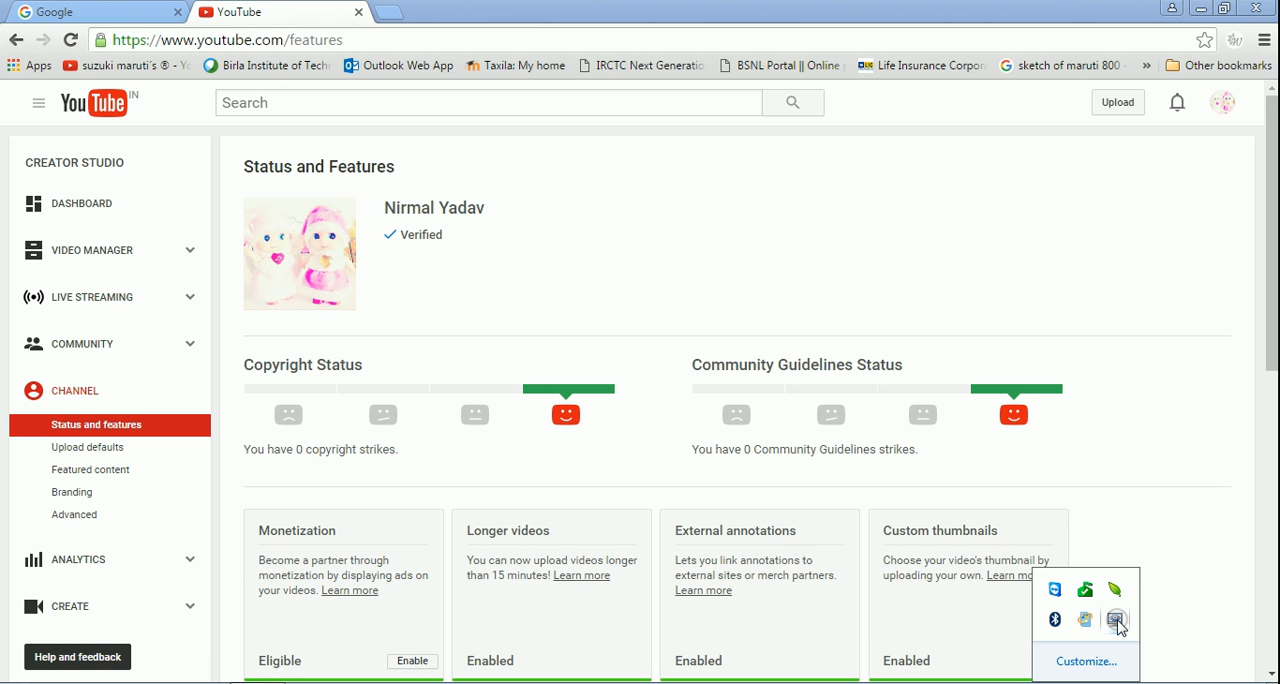 Google
YouTube
https://www.youtube.com/features
Apps
suzuki maruti's ® - Yo
Birla Institute of Tech
Outlook Web App
Taxila: My home
IRCTC Next Generatio
BSNL Portal || Online
Life Insurance Corpor
sketch of maruti 800 -
»
Other bookmarks
YouTube IN
Search
Upload
CREATOR STUDIO
DASHBOARD
VIDEO MANAGER
LIVE STREAMING
COMMUNITY
CHANNEL
Status and features
Upload defaults
Featured content
Branding
Advanced
ANALYTICS
CREATE
Help and feedback
Status and Features
Nirmal Yadav
Verified
Copyright Status
You have 0 copyright strikes.
Community Guidelines Status
You have 0 Community Guidelines strikes.
Monetization
Become a partner through
monetization by displaying ads on
your videos. Learn more
Eligible
Enable
Longer videos
You can now upload videos longer
than 15 minutes! Learn more
Enabled
External annotations
Lets you link annotations to
external sites or merch partners.
Learn more
Enabled
Custom thumbnails
Choose your video's thumbnail by
uploading your own. Learn mo
Enabled
Customize...